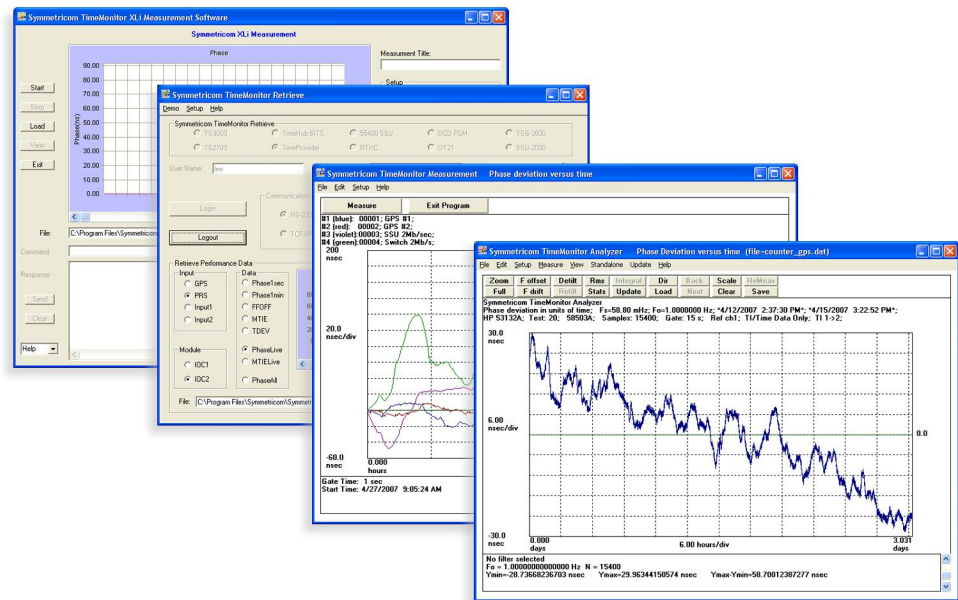 Symmetricom TimeMonitor XLi Measurement Software
Symmetricom XLi Measurement
Phase
Measurment Title:
90.00
80.00
70.00
60.00
50.00
40.00
30.00
20.00
10.00
0.00
Phase(ns)
Setup
Start
Stop
Load
View
Exit
File: C:\Program Files\Symmetricom
Command:
Response:
Send
Clear
Help
Symmetricom TimeMonitor Retrieve
Demo Setup Help
Symmetricom TimeMonitor Retrieve
TS3000 TimeHub BITS 55400 SSU DCD PSM TSG-3800
TS2700 TimeProvider RTHC GT21 SSU-2000
User Name:
Login
Logout
Communication
RS-232
TCP/IP
Retrieve Performance Data
Input
GPS
PRS
Input1
Input2
Module
IOC1
IOC2
Data
Phase1sec
Phase1min
FFOFF
MTIE
TDEV
PhaseLive
MTIELive
PhaseAll
File: C:\Program Files\Symmetricom\Symmetri
Symmetricom TimeMonitor Measurement Phase deviation versus time
File Edit Setup Help
Measure Exit Program
#1 (blue): 00001; GPS #1;
#2 (red): 00002; GPS #2;
#3 (violet):00003; SSU 2Mb/sec;
#4 (green):00004; Switch 2Mb/s;
200
nsec
20.0
nsec/div
-60.0
nsec
0.000
hours
Gate Time: 1 sec
Start Time: 4/27/2007 9:05:24 AM
Symmetricom TimeMonitor Analyzer Phase Deviation versus time (file=counter_gps.dat)
File Edit Setup Measure View Standalone Update Help
Zoom F offset Detilt Rms Integral Dir Back Scale ReMeas
Full F drift Retilt Stats Update Load Next Clear Save
Symmetricom TimeMonitor Analyzer
Phase deviation in units of time; Fs=58.80 mHz; Fo=1.0000000 Hz; *4/12/2007 2:37:30 PM*; *4/15/2007 3:22:52 PM*;
HP 53132A; Test: 20; 58503A; Samples: 15400; Gate: 15 s; Ref ch1; TI/Time Data Only; TI 1->2;
30.0
nsec
6.00
nsec/div
0.0
-30.0
nsec
0.000
days
6.00 hours/div
3.031
days
No filter selected
Fo = 1.00000000000000 Hz N = 15400
Ymin=-28.73668236703 nsec Ymax=29.96344150574 nsec Ymax-Ymin=58.70012387277 nsec